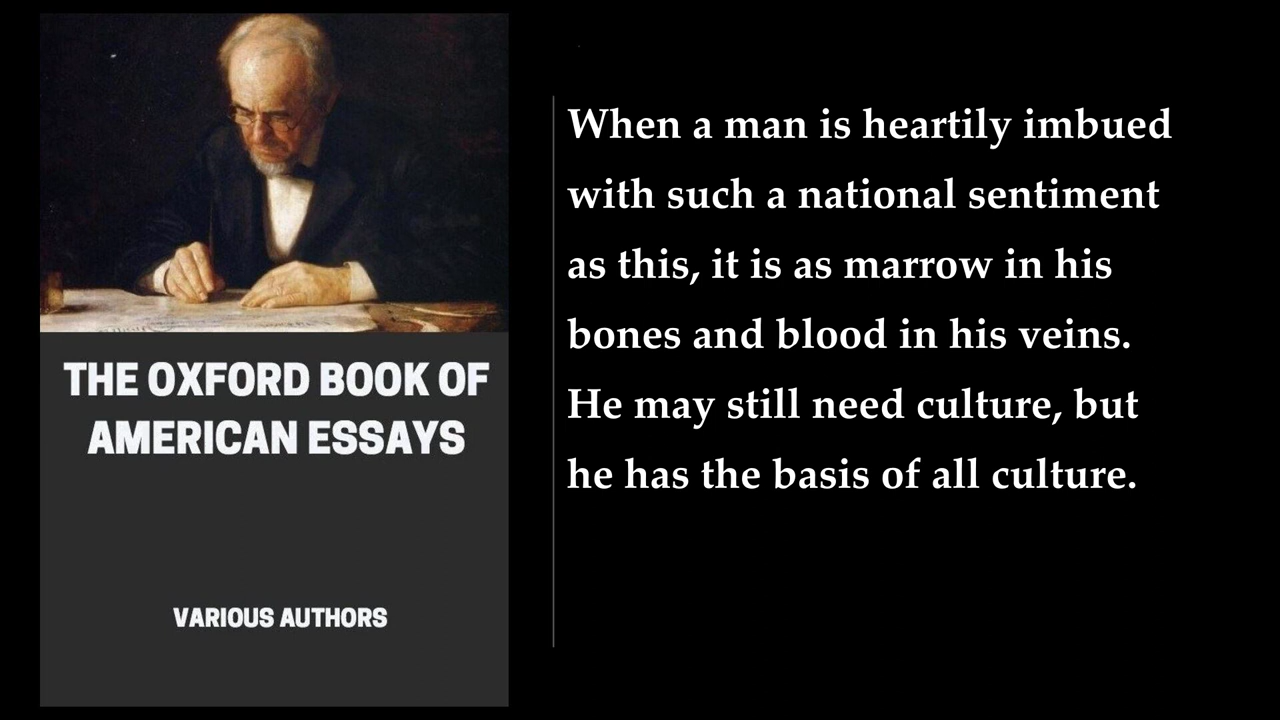 THE OXFORD BOOK OF
AMERICAN ESSAYS
VARIOUS AUTHORS
When a man is heartily imbued
with such a national sentiment
as this, it is as marrow in his
bones and blood in his veins.
He may still need culture, but
he has the basis of all culture.